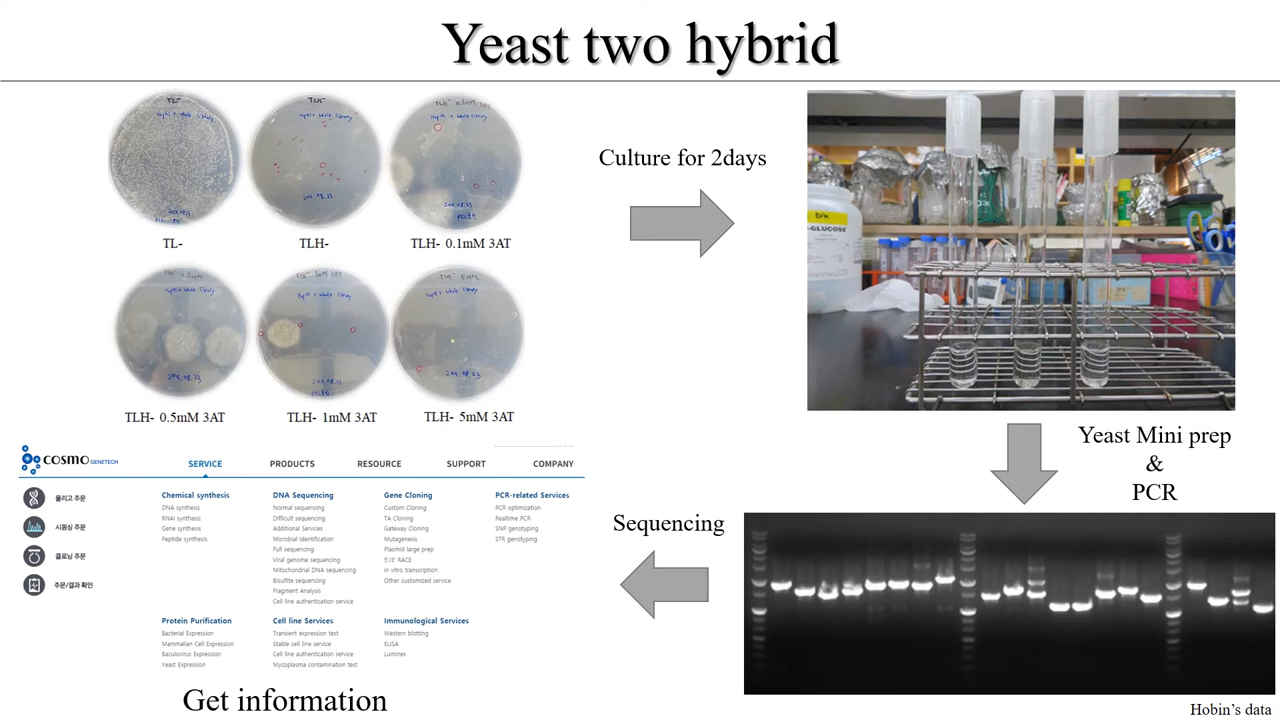 Yeast two hybrid
TL-
TLH-
TLH- 0.1mM 3AT
TLH- 0.5mM 3AT
TLH- 1mM 3AT
TLH- 5mM 3AT
Culture for 2days
bik
GLUCOSE
Yeast Mini prep
&
PCR
Sequencing
COSMO GENETECH
SERVICE PRODUCTS RESOURCE SUPPORT COMPANY
올리고 주문
시퀀싱 주문
클로닝 주문
주문/결과 확인
Chemical synthesis
DNA synthesis
RNAi synthesis
Gene synthesis
Peptide synthesis
DNA Sequencing
Normal sequencing
Difficult sequencing
Additional Services
Microbial identification
Full sequencing
Viral genome sequencing
Mitochondrial DNA sequencing
Bisulfite sequencing
Fragment Analysis
Cell line authentication service
Gene Cloning
Custom Cloning
TA Cloning
Gateway Cloning
Mutagenesis
Plasmid large prep
5'/3' RACE
in vitro transcription
Other customized service
PCR-related Services
PCR optimization
Realtime PCR
SNP genotyping
STR genotyping
Protein Purification
Bacterial Expression
Mammalian Cell Expression
Baculovirus Expression
Yeast Expression
Cell line Services
Transient expression test
Stable cell line service
Cell line authentication service
Mycoplasma contamination test
Immunological Services
Western blotting
ELISA
Luminex
Get information
Hobin's data